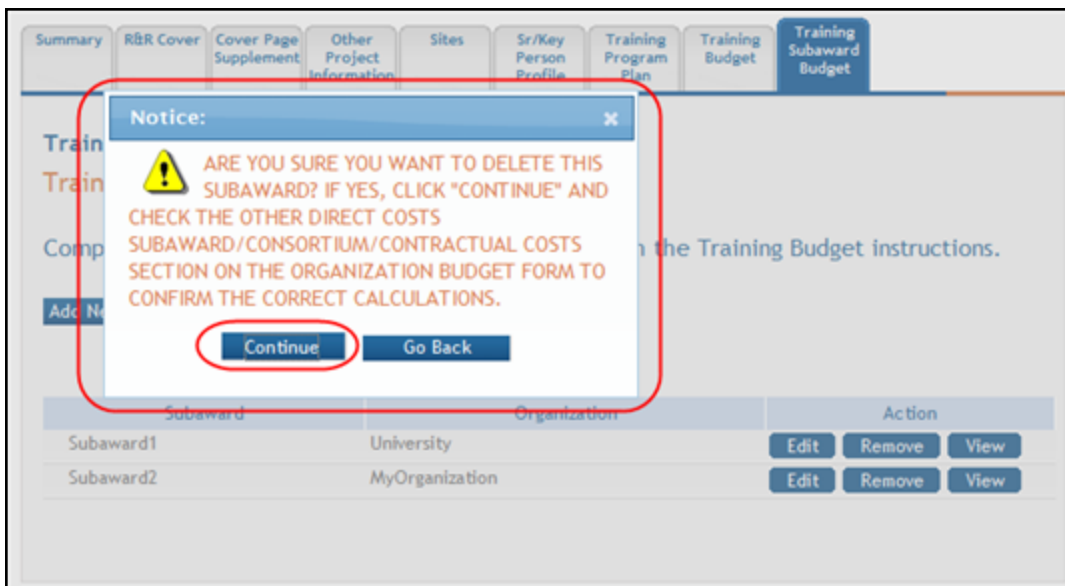 Summary
R&R Cover
Cover Page
Supplement
Other
Project
Information
Sites
Sr/Key
Person
Profile
Training
Program
Plan
Training
Budget
Training
Subaward
Budget
Notice:
ARE YOU SURE YOU WANT TO DELETE THIS
SUBAWARD? IF YES, CLICK "CONTINUE" AND
CHECK THE OTHER DIRECT COSTS
SUBAWARD/CONSORTIUM/CONTRACTUAL COSTS
SECTION ON THE ORGANIZATION BUDGET FORM TO
CONFIRM THE CORRECT CALCULATIONS.
Continue Go Back
Train
Train
Comp the Training Budget instructions.
Add
Subaward Organization Action
Subaward1 University Edit Remove View
Subaward2 MyOrganization Edit Remove View